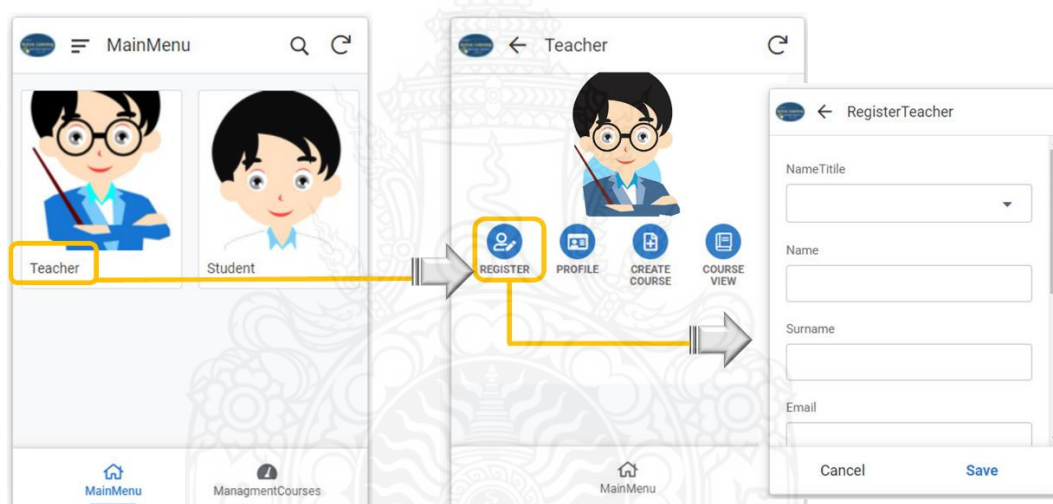 MainMenu
Teacher
Student
MainMenu
ManagmentCourses
Teacher
REGISTER
PROFILE
CREATE
COURSE
COURSE
VIEW
MainMenu
RegisterTeacher
NameTitile
Name
Surname
Email
Cancel
Save